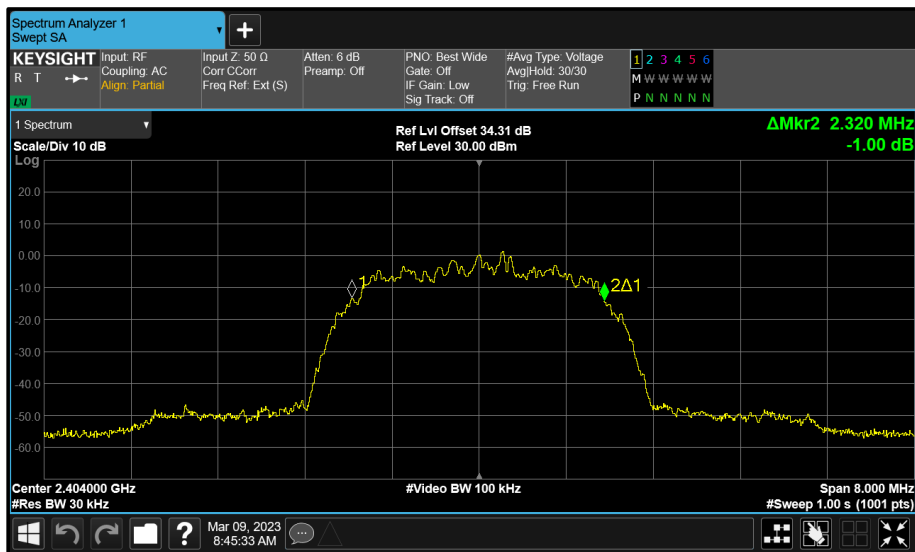 Spectrum Analyzer 1
Swept SA
KEYSIGHT
R T
LXI
Input: RF
Coupling: AC
Align: Partial
Input Z: 50 Ω
Corr CCorr
Freq Ref: Ext (S)
Atten: 6 dB
Preamp: Off
PNO: Best Wide
Gate: Off
IF Gain: Low
Sig Track: Off
#Avg Type: Voltage
Avg|Hold: 30/30
Trig: Free Run
1 2 3 4 5 6
M W W W W W
P N N N N N
1 Spectrum
Scale/Div 10 dB
Log
Ref Lvl Offset 34.31 dB
Ref Level 30.00 dBm
ΔMkr2 2.320 MHz
-1.00 dB
20.0
10.0
0.00
-10.0
-20.0
-30.0
-40.0
-50.0
-60.0
1
2Δ1
Center 2.404000 GHz
#Res BW 30 kHz
#Video BW 100 kHz
Span 8.000 MHz
#Sweep 1.00 s (1001 pts)
?
Mar 09, 2023
8:45:33 AM